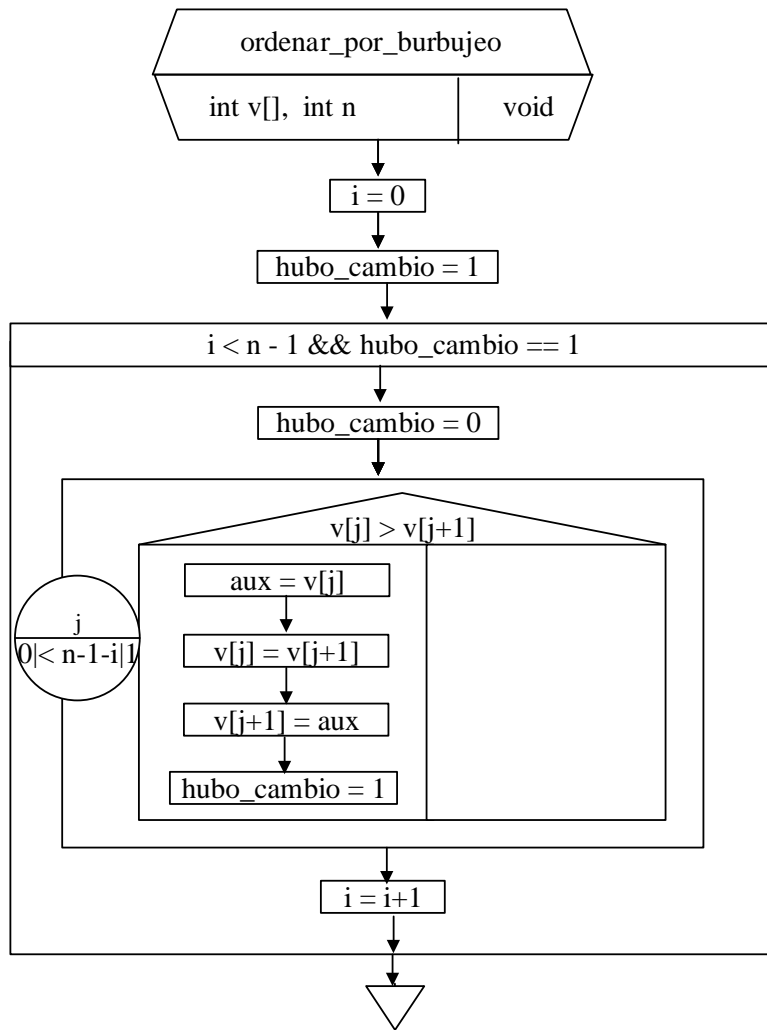 ordenar_por_burbujeo
int v[], int n void
i = 0
hubo_cambio = 1
i < n - 1 && hubo_cambio == 1
hubo_cambio = 0
v[j] > v[j+1]
aux = v[j]
j
0|< n-1-i|1
v[j] = v[j+1]
v[j+1] = aux
hubo_cambio = 1
i = i+1